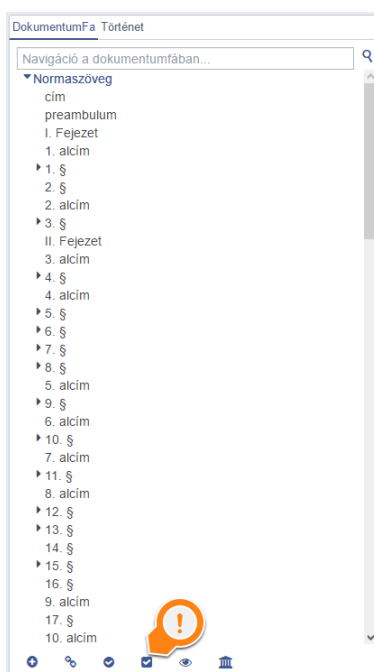 DokumentumFa Történet
Navigáció a dokumentumfában...
Normaszöveg
cím
preambulum
I. Fejezet
1. alcím
1. §
2. §
2. alcím
3. §
II. Fejezet
3. alcím
4. §
4. alcím
5. §
6. §
7. §
8. §
5. alcím
9. §
6. alcím
10. §
7. alcím
11. §
8. alcím
12. §
13. §
14. §
15. §
16. §
9. alcím
17. §
10. alcím
!